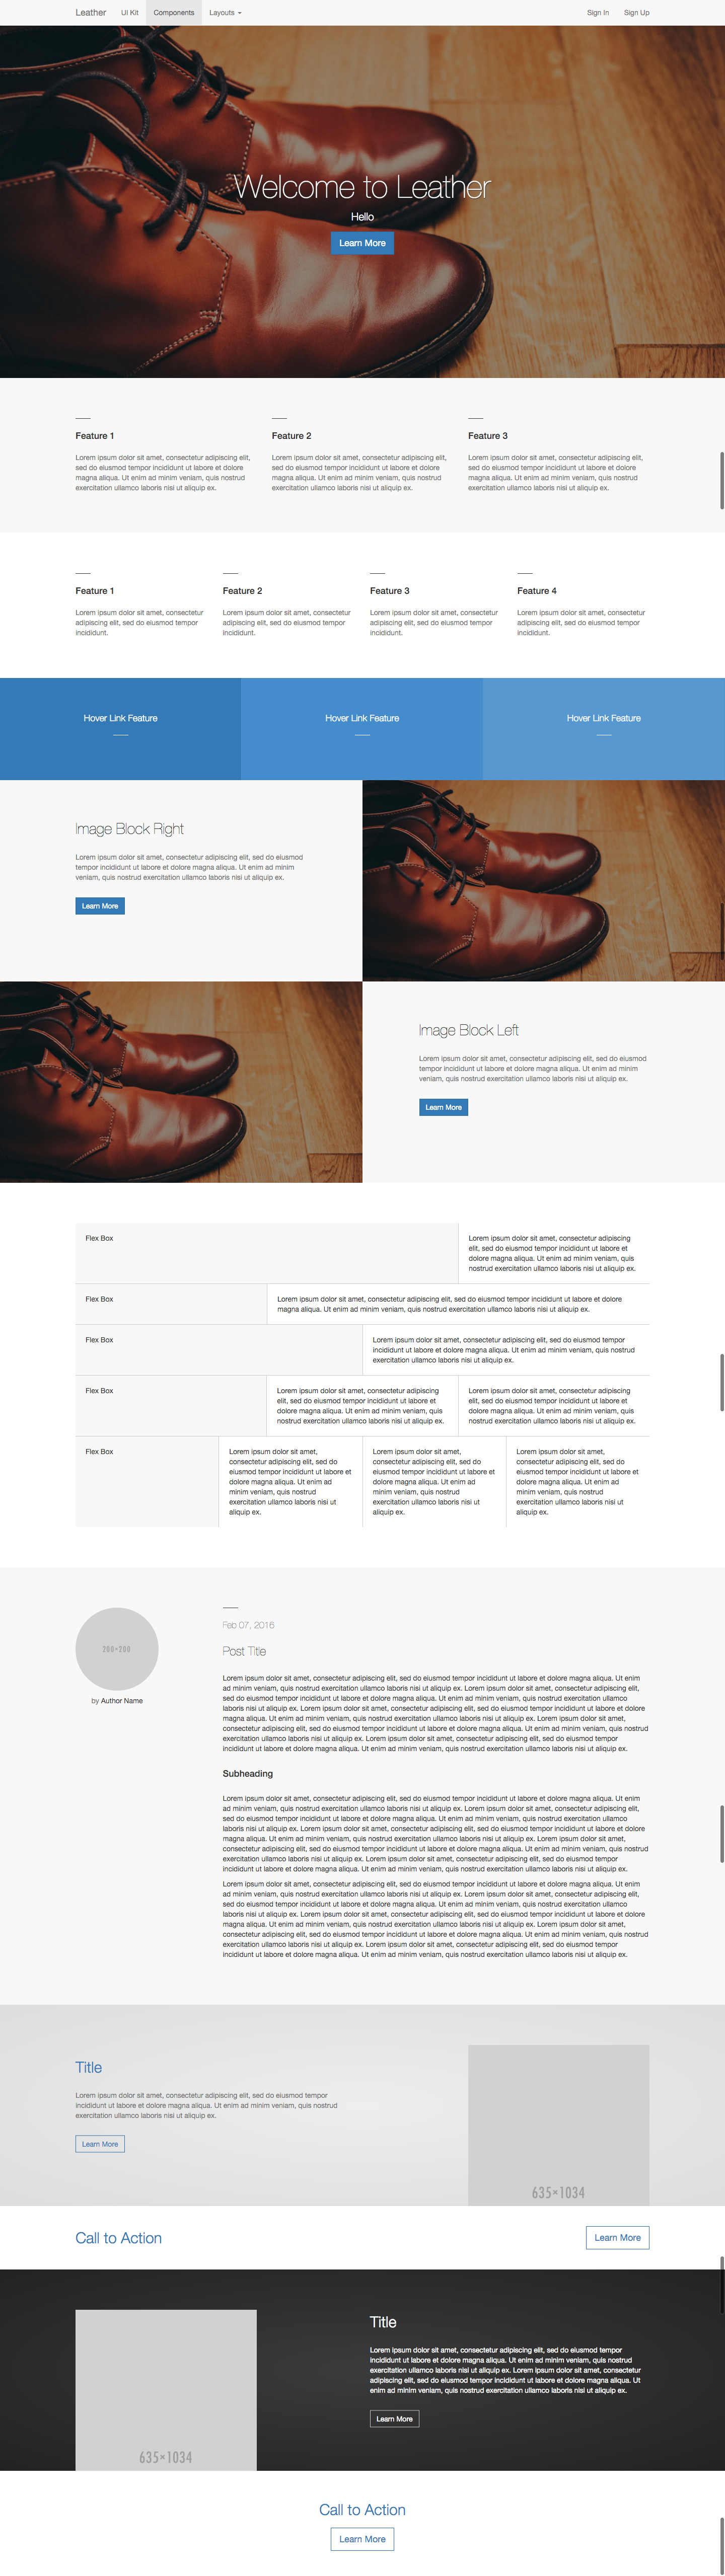 Leather UI Kit Components Layouts Sign In Sign Up
Welcome to Leather
Hello
Learn More
Feature 1
Lorem ipsum dolor sit amet, consectetur adipiscing elit,
sed do eiusmod tempor incididunt ut labore et dolore
magna aliqua. Ut enim ad minim veniam, quis nostrud
exercitation ullamco laboris nisi ut aliquip ex.
Feature 2
Lorem ipsum dolor sit amet, consectetur adipiscing elit,
sed do eiusmod tempor incididunt ut labore et dolore
magna aliqua. Ut enim ad minim veniam, quis nostrud
exercitation ullamco laboris nisi ut aliquip ex.
Feature 3
Lorem ipsum dolor sit amet, consectetur adipiscing elit,
sed do eiusmod tempor incididunt ut labore et dolore
magna aliqua. Ut enim ad minim veniam, quis nostrud
exercitation ullamco laboris nisi ut aliquip ex.
Feature 1
Lorem ipsum dolor sit amet, consectetur
adipiscing elit, sed do eiusmod tempor
incididunt.
Feature 2
Lorem ipsum dolor sit amet, consectetur
adipiscing elit, sed do eiusmod tempor
incididunt.
Feature 3
Lorem ipsum dolor sit amet, consectetur
adipiscing elit, sed do eiusmod tempor
incididunt.
Feature 4
Lorem ipsum dolor sit amet, consectetur
adipiscing elit, sed do eiusmod tempor
incididunt.
Hover Link Feature
Hover Link Feature
Hover Link Feature
Image Block Right
Lorem ipsum dolor sit amet, consectetur adipiscing elit, sed do eiusmod
tempor incididunt ut labore et dolore magna aliqua. Ut enim ad minim
veniam, quis nostrud exercitation ullamco laboris nisi ut aliquip ex.
Learn More
Image Block Left
Lorem ipsum dolor sit amet, consectetur adipiscing elit, sed do eiusmod
tempor incididunt ut labore et dolore magna aliqua. Ut enim ad minim
veniam, quis nostrud exercitation ullamco laboris nisi ut aliquip ex.
Learn More
Flex Box
Lorem ipsum dolor sit amet, consectetur adipiscing
elit, sed do eiusmod tempor incididunt ut labore et
dolore magna aliqua. Ut enim ad minim veniam, quis
nostrud exercitation ullamco laboris nisi ut aliquip ex.
Flex Box
Lorem ipsum dolor sit amet, consectetur adipiscing elit, sed do eiusmod tempor incididunt ut labore et dolore
magna aliqua. Ut enim ad minim veniam, quis nostrud exercitation ullamco laboris nisi ut aliquip ex.
Flex Box
Lorem ipsum dolor sit amet, consectetur adipiscing elit, sed do eiusmod tempor
incididunt ut labore et dolore magna aliqua. Ut enim ad minim veniam, quis nostrud
exercitation ullamco laboris nisi ut aliquip ex.
Flex Box
Lorem ipsum dolor sit amet, consectetur adipiscing
elit, sed do eiusmod tempor incididunt ut labore et
dolore magna aliqua. Ut enim ad minim veniam, quis
nostrud exercitation ullamco laboris nisi ut aliquip ex.
Lorem ipsum dolor sit amet, consectetur adipiscing
elit, sed do eiusmod tempor incididunt ut labore et
dolore magna aliqua. Ut enim ad minim veniam, quis
nostrud exercitation ullamco laboris nisi ut aliquip ex.
Flex Box
Lorem ipsum dolor sit amet,
consectetur adipiscing elit, sed do
eiusmod tempor incididunt ut labore et
dolore magna aliqua. Ut enim ad
minim veniam, quis nostrud
exercitation ullamco laboris nisi ut
aliquip ex.
Lorem ipsum dolor sit amet,
consectetur adipiscing elit, sed do
eiusmod tempor incididunt ut labore et
dolore magna aliqua. Ut enim ad
minim veniam, quis nostrud
exercitation ullamco laboris nisi ut
aliquip ex.
Lorem ipsum dolor sit amet,
consectetur adipiscing elit, sed do
eiusmod tempor incididunt ut labore et
dolore magna aliqua. Ut enim ad
minim veniam, quis nostrud
exercitation ullamco laboris nisi ut
aliquip ex.
200×200
by Author Name
Feb 07, 2016
Post Title
Lorem ipsum dolor sit amet, consectetur adipiscing elit, sed do eiusmod tempor incididunt ut labore et dolore magna aliqua. Ut enim
ad minim veniam, quis nostrud exercitation ullamco laboris nisi ut aliquip ex. Lorem ipsum dolor sit amet, consectetur adipiscing elit,
sed do eiusmod tempor incididunt ut labore et dolore magna aliqua. Ut enim ad minim veniam, quis nostrud exercitation ullamco
laboris nisi ut aliquip ex. Lorem ipsum dolor sit amet, consectetur adipiscing elit, sed do eiusmod tempor incididunt ut labore et dolore
magna aliqua. Ut enim ad minim veniam, quis nostrud exercitation ullamco laboris nisi ut aliquip ex. Lorem ipsum dolor sit amet,
consectetur adipiscing elit, sed do eiusmod tempor incididunt ut labore et dolore magna aliqua. Ut enim ad minim veniam, quis nostrud
exercitation ullamco laboris nisi ut aliquip ex. Lorem ipsum dolor sit amet, consectetur adipiscing elit, sed do eiusmod tempor
incididunt ut labore et dolore magna aliqua. Ut enim ad minim veniam, quis nostrud exercitation ullamco laboris nisi ut aliquip ex.
Subheading
Lorem ipsum dolor sit amet, consectetur adipiscing elit, sed do eiusmod tempor incididunt ut labore et dolore magna aliqua. Ut enim
ad minim veniam, quis nostrud exercitation ullamco laboris nisi ut aliquip ex. Lorem ipsum dolor sit amet, consectetur adipiscing elit,
sed do eiusmod tempor incididunt ut labore et dolore magna aliqua. Ut enim ad minim veniam, quis nostrud exercitation ullamco
laboris nisi ut aliquip ex. Lorem ipsum dolor sit amet, consectetur adipiscing elit, sed do eiusmod tempor incididunt ut labore et dolore
magna aliqua. Ut enim ad minim veniam, quis nostrud exercitation ullamco laboris nisi ut aliquip ex. Lorem ipsum dolor sit amet,
consectetur adipiscing elit, sed do eiusmod tempor incididunt ut labore et dolore magna aliqua. Ut enim ad minim veniam, quis nostrud
exercitation ullamco laboris nisi ut aliquip ex. Lorem ipsum dolor sit amet, consectetur adipiscing elit, sed do eiusmod tempor
incididunt ut labore et dolore magna aliqua. Ut enim ad minim veniam, quis nostrud exercitation ullamco laboris nisi ut aliquip ex.
Lorem ipsum dolor sit amet, consectetur adipiscing elit, sed do eiusmod tempor incididunt ut labore et dolore magna aliqua. Ut enim
ad minim veniam, quis nostrud exercitation ullamco laboris nisi ut aliquip ex. Lorem ipsum dolor sit amet, consectetur adipiscing elit,
sed do eiusmod tempor incididunt ut labore et dolore magna aliqua. Ut enim ad minim veniam, quis nostrud exercitation ullamco
laboris nisi ut aliquip ex. Lorem ipsum dolor sit amet, consectetur adipiscing elit, sed do eiusmod tempor incididunt ut labore et dolore
magna aliqua. Ut enim ad minim veniam, quis nostrud exercitation ullamco laboris nisi ut aliquip ex. Lorem ipsum dolor sit amet,
consectetur adipiscing elit, sed do eiusmod tempor incididunt ut labore et dolore magna aliqua. Ut enim ad minim veniam, quis nostrud
exercitation ullamco laboris nisi ut aliquip ex. Lorem ipsum dolor sit amet, consectetur adipiscing elit, sed do eiusmod tempor
incididunt ut labore et dolore magna aliqua. Ut enim ad minim veniam, quis nostrud exercitation ullamco laboris nisi ut aliquip ex.
Title
Lorem ipsum dolor sit amet, consectetur adipiscing elit, sed do eiusmod tempor
incididunt ut labore et dolore magna aliqua. Ut enim ad minim veniam, quis nostrud
exercitation ullamco laboris nisi ut aliquip ex.
Learn More
635×1034
Call to Action
Learn More
635×1034
Title
Lorem ipsum dolor sit amet, consectetur adipiscing elit, sed do eiusmod tempor
incididunt ut labore et dolore magna aliqua. Ut enim ad minim veniam, quis nostrud
exercitation ullamco laboris nisi ut aliquip ex. Lorem ipsum dolor sit amet, consectetur
adipiscing elit, sed do eiusmod tempor incididunt ut labore et dolore magna aliqua. Ut
enim ad minim veniam, quis nostrud exercitation ullamco laboris nisi ut aliquip ex.
Learn More
Call to Action
Learn More